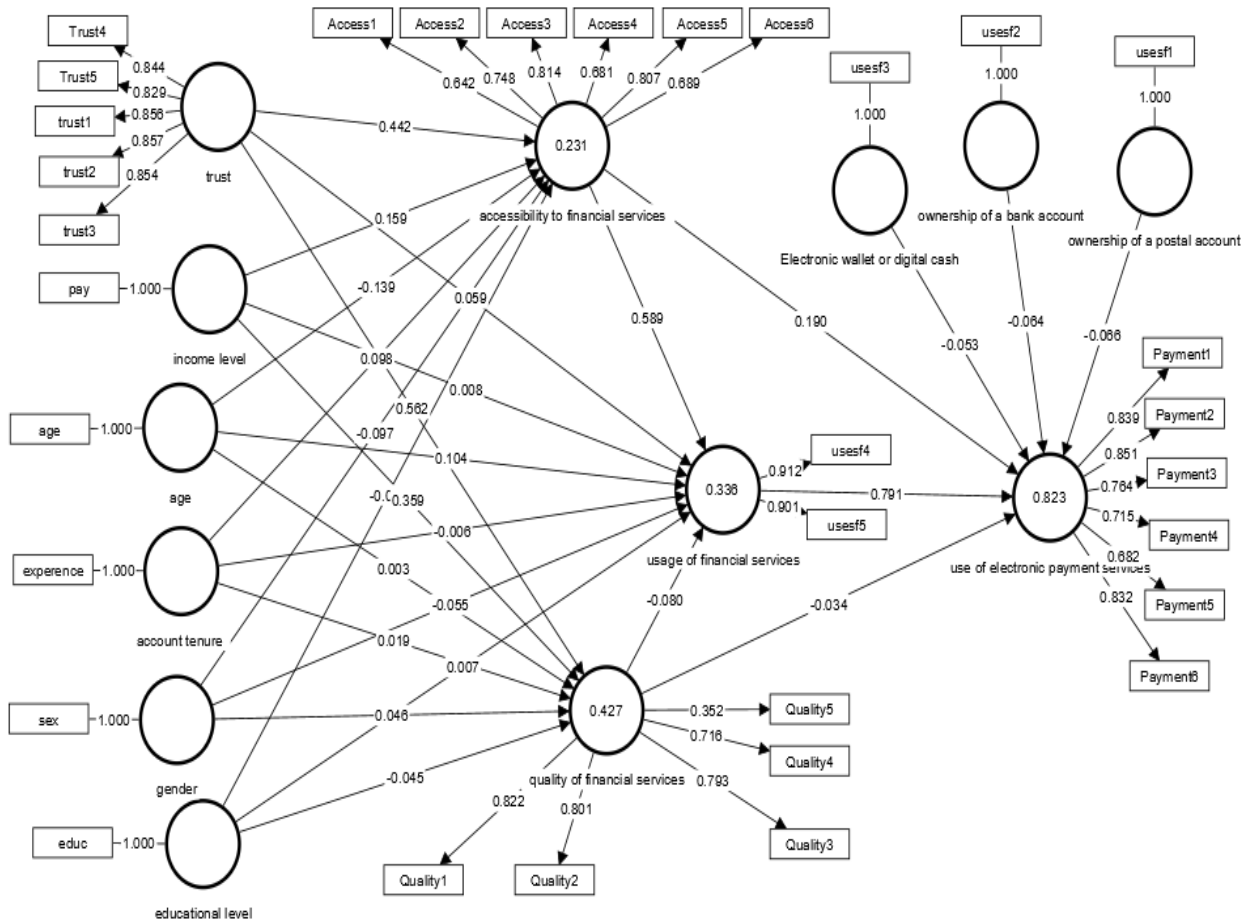 Trust4
Trust5
trust1
trust2
trust3
0.844
0.829
0.856
0.857
0.854
trust
Access1
Access2
Access3
Access4
Access5
Access6
0.642
0.748
0.814
0.681
0.807
0.689
0.231
accessibility to financial services
usesf3
1.000
Electronic wallet or digital cash
usesf2
1.000
ownership of a bank account
usesf1
1.000
ownership of a postal account
0.442
0.159
-0.139
0.059
0.098
0.008
0.562
-0.097
0.104
0.359
-0.006
0.003
-0.055
0.019
0.007
0.046
-0.045
0.589
0.190
-0.053
-0.064
-0.066
pay
1.000
income level
age
1.000
age
experence
1.000
account tenure
sex
1.000
gender
educ
1.000
educational level
0.336
usage of financial services
0.912
usesf4
0.901
usesf5
0.791
-0.080
-0.034
0.823
use of electronic payment services
0.839
Payment1
0.851
Payment2
0.764
Payment3
0.715
Payment4
0.682
Payment5
0.832
Payment6
0.427
quality of financial services
0.352
Quality5
0.716
Quality4
0.793
Quality3
0.801
Quality2
0.822
Quality1